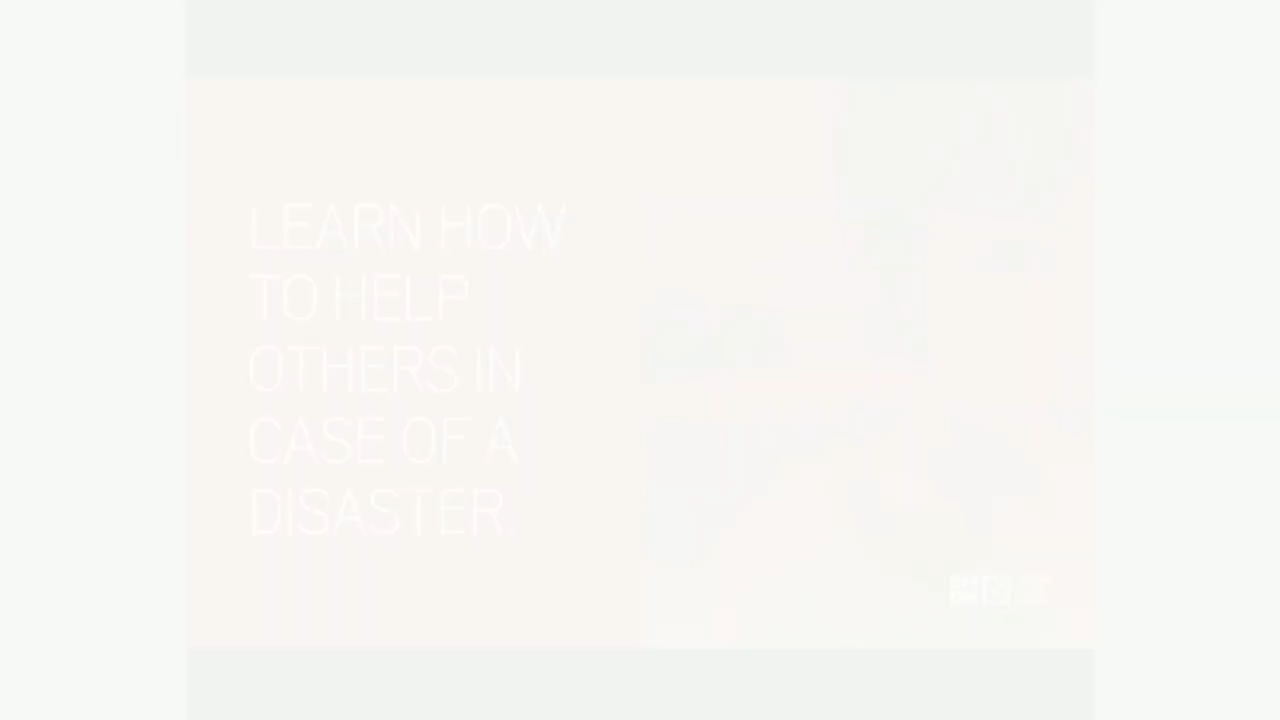 LEARN HOW
TO HELP
OTHERS IN
CASE OF A
DISASTER.